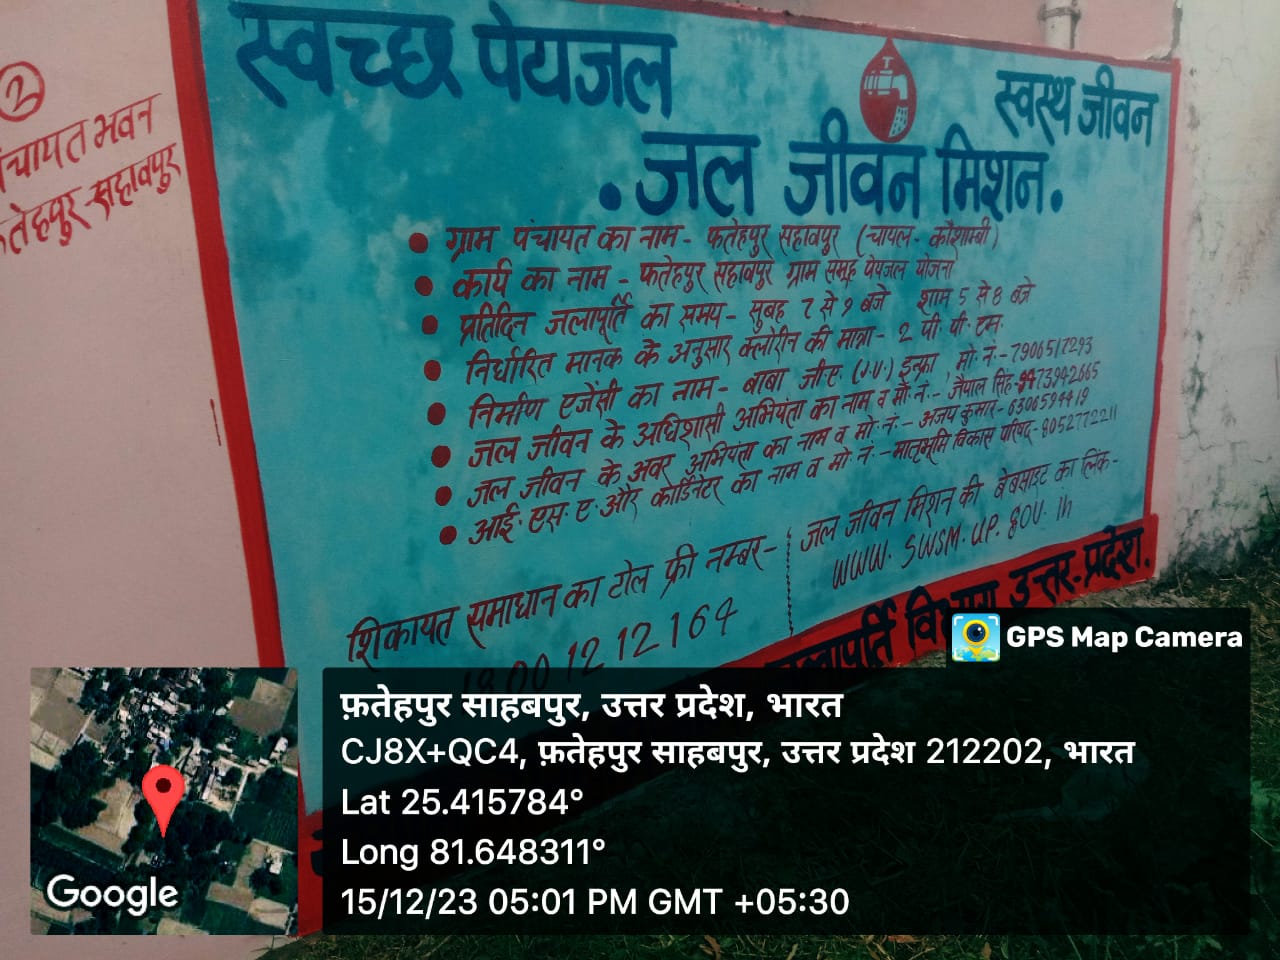 स्वच्छ पेयजल
स्वस्थ जीवन
. जल जीवन मिशन.
2
पंचायत भवन
फतेहपुर सहावपुर
• ग्राम पंचायत का नाम - फतेहपुर सहावपुर (चायल - कौशाम्बी)
• कार्य का नाम - फतेहपुर सहावपुर ग्राम समूह पेयजल योजना
• प्रतिदिन जलापूर्ति का समय - सुबह 7 से 9 बजे शाम 5 से 8 बजे
• निर्धारित मानक के अनुसार क्लोरीन की मात्रा - 2 पी.पी.एम.
• निर्माण एजेंसी का नाम - बाबा जी.ए. (J.V.) इन्फ्रा मो. नं. - 7906517293
• जल जीवन के अधिशासी अभियंता का नाम व मो. नं. - जैपाल सिंह - 9473942665
• जल जीवन के अवर अभियंता का नाम व मो. नं. - अजय कुमार - 6306594419
• आई. एस. ए. और कार्डिनेटर का नाम व मो. नं. - मातृभूमि विकास परिषद - 8052772211
शिकायत समाधान का टोल फ्री नम्बर -
1800 12 12 164
जल जीवन मिशन की बेबसाइट का लिंक -
WWW. SWSM. UP. GOV. In
जलापूर्ति विभाग उत्तर-प्रदेश.
GPS Map Camera
Google
फ़तेहपुर साहबपुर, उत्तर प्रदेश, भारत
CJ8X+QC4, फ़तेहपुर साहबपुर, उत्तर प्रदेश 212202, भारत
Lat 25.415784°
Long 81.648311°
15/12/23 05:01 PM GMT +05:30